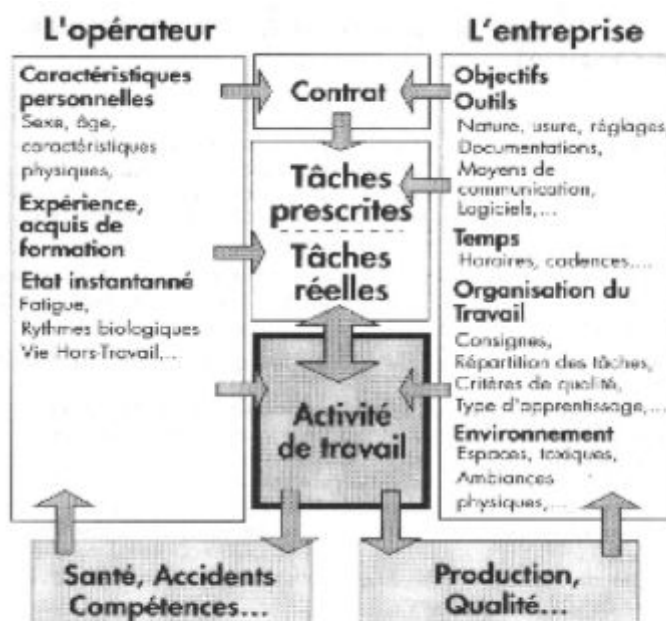 L'opérateur
Caractéristiques
personnelles
Sexe, âge,
caractéristiques
physiques,...
Expérience,
acquis de
formation
Etat instantanné
Fatigue,
Rythmes biologiques
Vie Hors-Travail,...
Contrat
Tâches
prescrites
Tâches
réelles
Activité
de travail
L'entreprise
Objectifs
Outils
Nature, usure, réglages,
Documentations,
Moyens de
communication,
Logiciels,...
Temps
Horaires, cadences,...
Organisation du
Travail
Consignes,
Répartition des tâches,
Critères de qualité,
Type d'apprentissage,...
Environnement
Espaces, toxiques,
Ambiances
physiques,...
Santé, Accidents
Compétences...
Production,
Qualité...